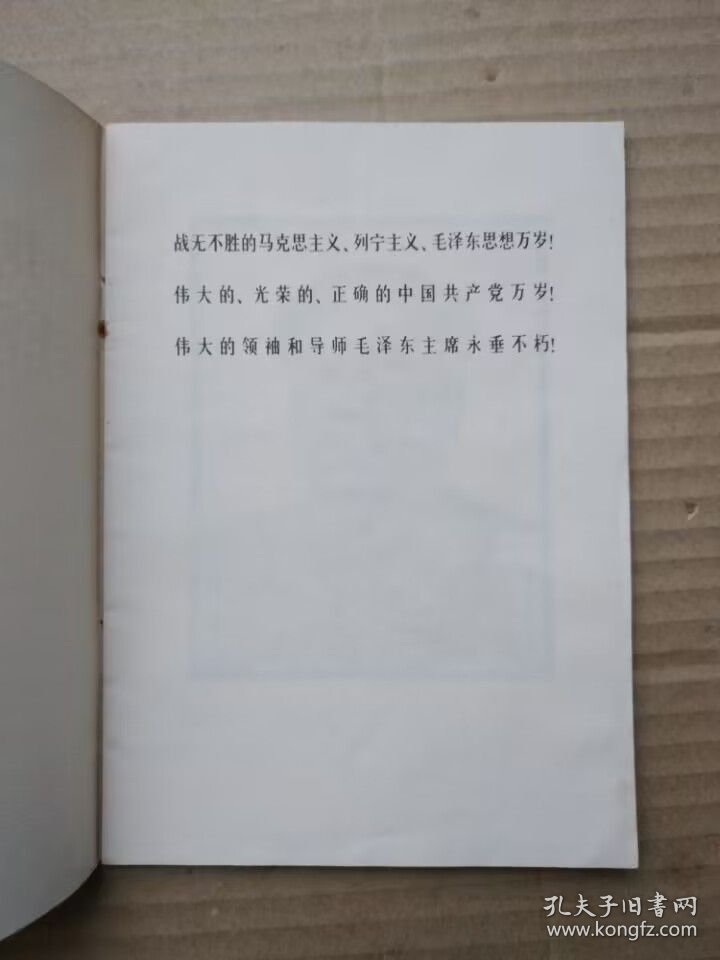 战无不胜的马克思主义、列宁主义、毛泽东思想万岁!
伟大的、光荣的、正确的中国共产党万岁!
伟大的领袖和导师毛泽东主席永垂不朽!
孔夫子旧书网
www.kongfz.com